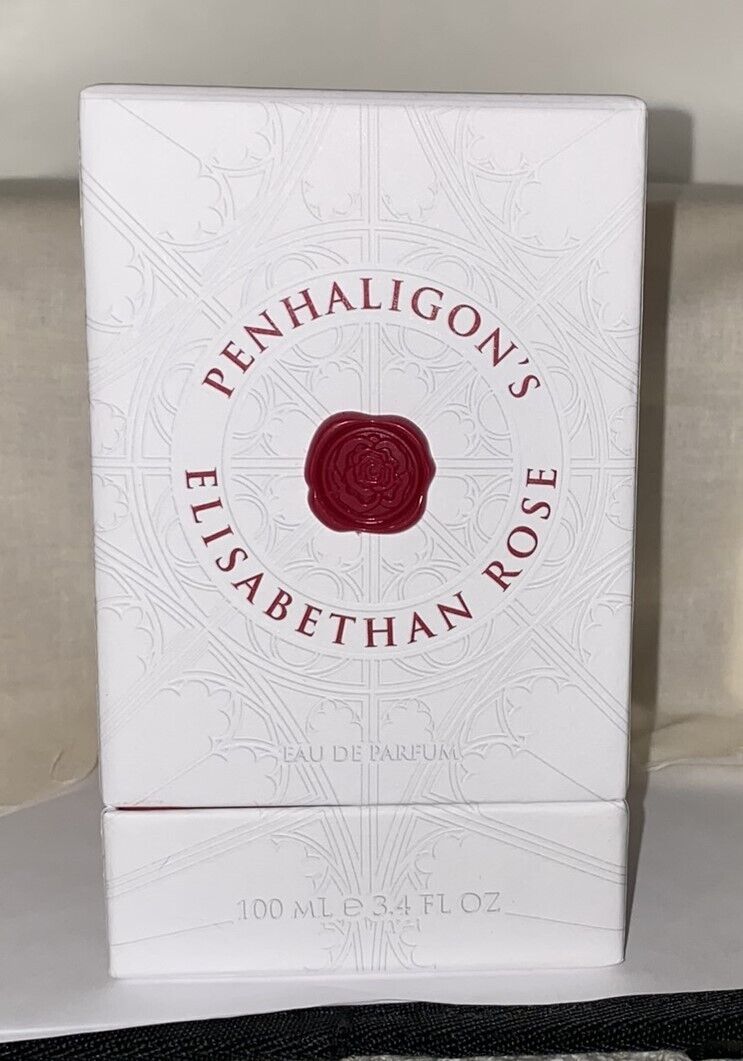 PENHALIGON'S
ELISABETHAN ROSE
EAU DE PARFUM
100 ML e 3.4 FL OZ